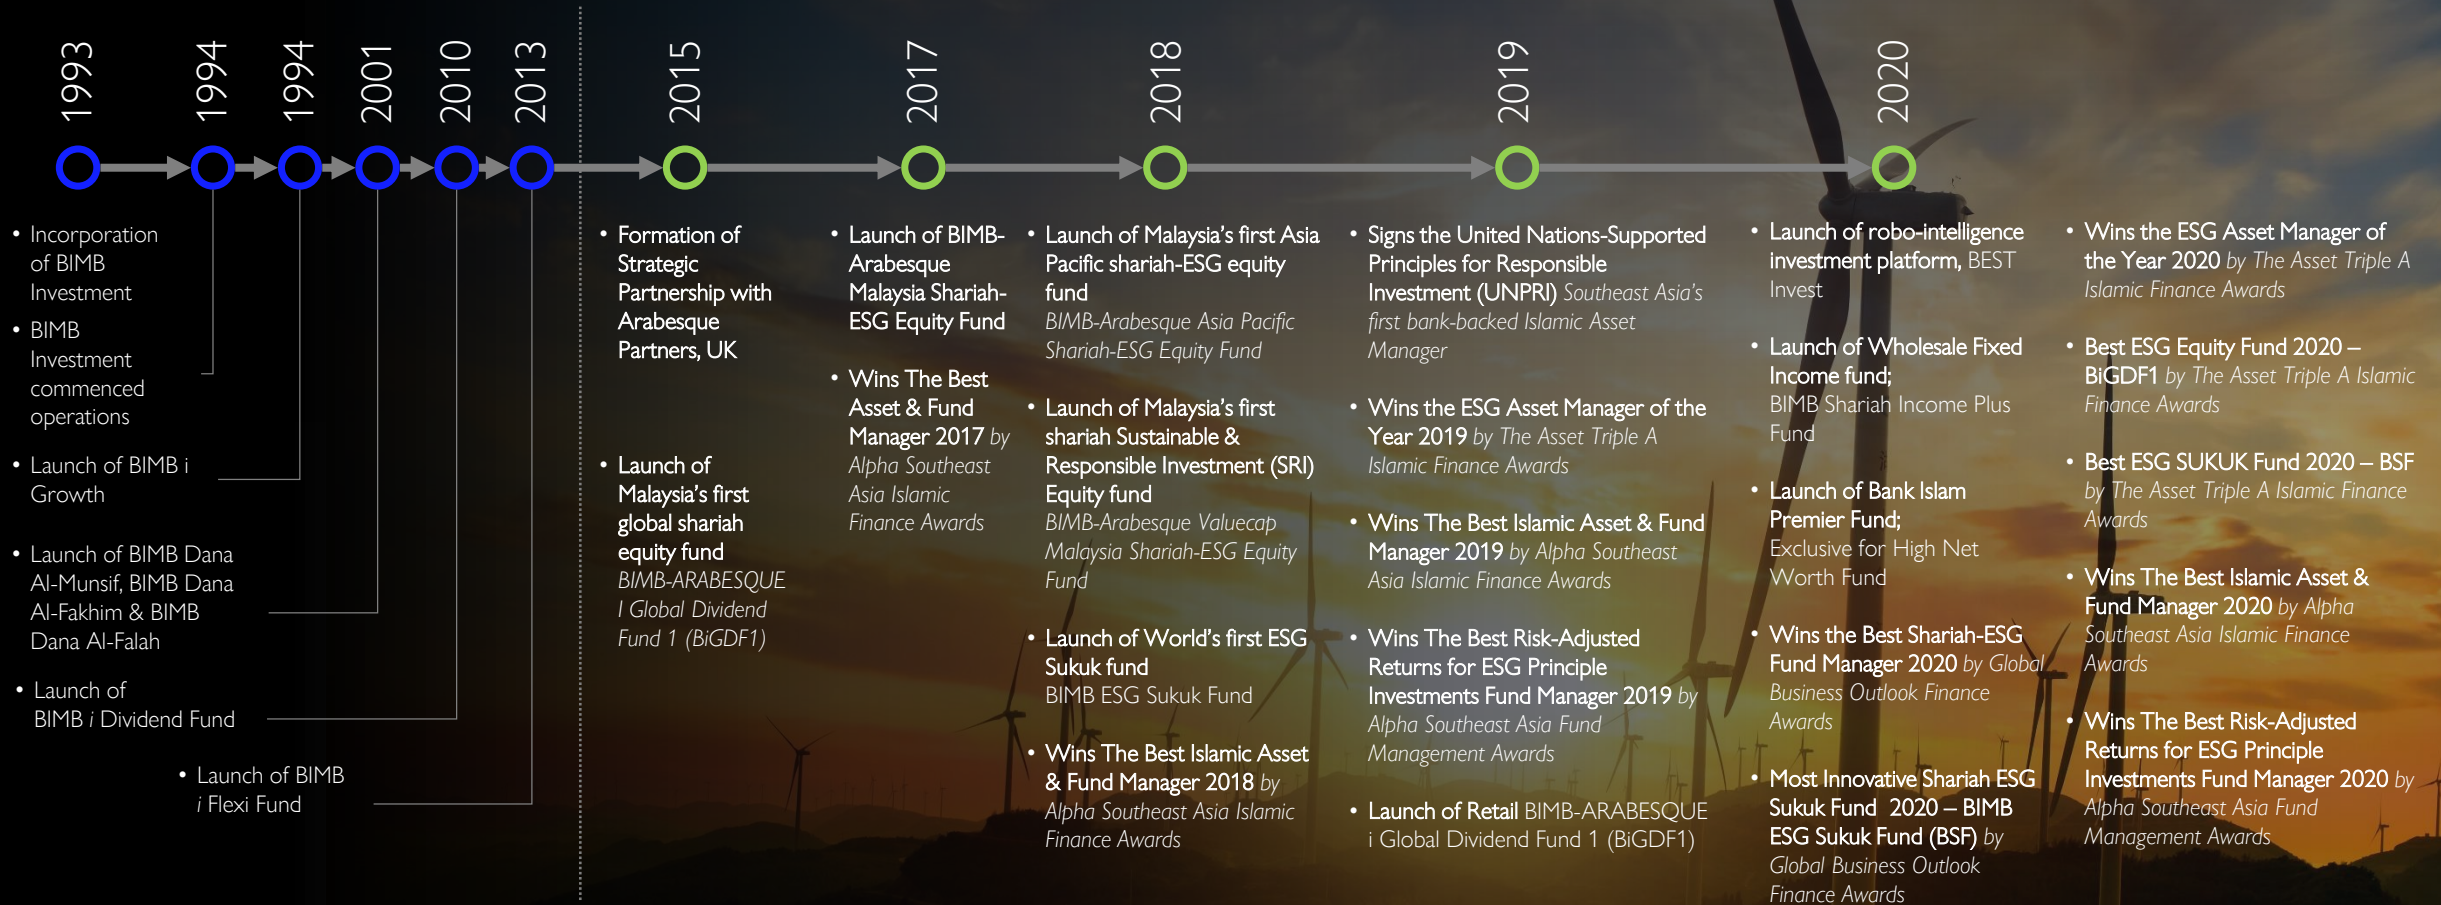 1993
1994
1994
2001
2010
2013
2015
2017
2018
2019
2020
• Incorporation
of BIMB
Investment
• BIMB
Investment
commenced
operations
• Launch of BIMB i
Growth
• Launch of BIMB Dana
Al-Munsif, BIMB Dana
Al-Fakhim & BIMB
Dana Al-Falah
• Launch of
BIMB i Dividend Fund
• Launch of BIMB
i Flexi Fund
• Formation of
Strategic
Partnership with
Arabesque
Partners, UK
• Launch of
Malaysia's first
global shariah
equity fund
BIMB-ARABESQUE
I Global Dividend
Fund 1 (BiGDF1)
• Launch of BIMB-
Arabesque
Malaysia Shariah-
ESG Equity Fund
• Wins The Best
Asset & Fund
Manager 2017 by
Alpha Southeast
Asia Islamic
Finance Awards
• Launch of Malaysia's first Asia
Pacific shariah-ESG equity
fund
BIMB-Arabesque Asia Pacific
Shariah-ESG Equity Fund
• Launch of Malaysia's first
shariah Sustainable &
Responsible Investment (SRI)
Equity fund
BIMB-Arabesque Valuecap
Malaysia Shariah-ESG Equity
Fund
• Launch of World's first ESG
Sukuk fund
BIMB ESG Sukuk Fund
• Wins The Best Islamic Asset
& Fund Manager 2018 by
Alpha Southeast Asia Islamic
Finance Awards
• Signs the United Nations-Supported
Principles for Responsible
Investment (UNPRI) Southeast Asia's
first bank-backed Islamic Asset
Manager
• Wins the ESG Asset Manager of the
Year 2019 by The Asset Triple A
Islamic Finance Awards
• Wins The Best Islamic Asset & Fund
Manager 2019 by Alpha Southeast
Asia Islamic Finance Awards
• Wins The Best Risk-Adjusted
Returns for ESG Principle
Investments Fund Manager 2019 by
Alpha Southeast Asia Fund
Management Awards
• Launch of Retail BIMB-ARABESQUE
i Global Dividend Fund 1 (BiGDF1)
• Launch of robo-intelligence
investment platform, BEST
Invest
• Launch of Wholesale Fixed
Income fund;
BIMB Shariah Income Plus
Fund
• Launch of Bank Islam
Premier Fund;
Exclusive for High Net
Worth Fund
• Wins the Best Shariah-ESG
Fund Manager 2020 by Global
Business Outlook Finance
Awards
• Most Innovative Shariah ESG
Sukuk Fund 2020 – BIMB
ESG Sukuk Fund (BSF) by
Global Business Outlook
Finance Awards
• Wins the ESG Asset Manager of
the Year 2020 by The Asset Triple A
Islamic Finance Awards
• Best ESG Equity Fund 2020 –
BiGDF1 by The Asset Triple A Islamic
Finance Awards
• Best ESG SUKUK Fund 2020 – BSF
by The Asset Triple A Islamic Finance
Awards
• Wins The Best Islamic Asset &
Fund Manager 2020 by Alpha
Southeast Asia Islamic Finance
Awards
• Wins The Best Risk-Adjusted
Returns for ESG Principle
Investments Fund Manager 2020 by
Alpha Southeast Asia Fund
Management Awards